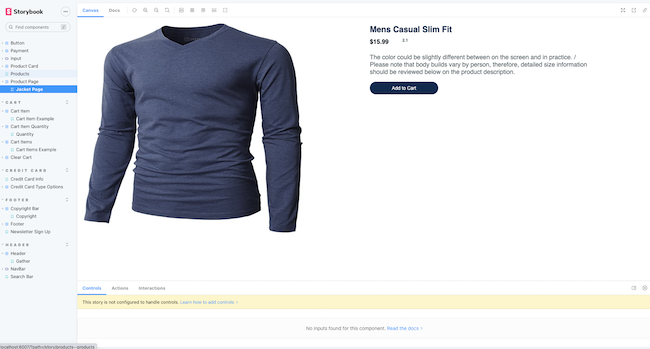 Storybook
Canvas Docs
Find components /
Button
Payment
Input
Product Card
Products
Product Page
Jacket Page
CART
Cart Item
Cart Item Example
Cart Item Quantity
Quantity
Cart Items
Cart Items Example
Clear Cart
CREDIT CARD
Credit Card Info
Credit Card Type Options
FOOTER
Copyright Bar
Copyright
Footer
Newsletter Sign Up
HEADER
Header
Gather
NavBar
Search Bar
Mens Casual Slim Fit
$15.99 2.1
The color could be slightly different between on the screen and in practice. /
Please note that body builds vary by person, therefore, detailed size information
should be reviewed below on the product description.
Add to Cart
Controls Actions Interactions
This story is not configured to handle controls. Learn how to add controls
No inputs found for this component. Read the docs
localhost:6007/?path=/story/products--products